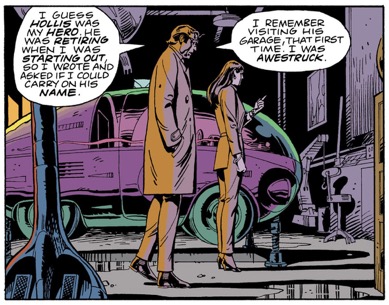 I GUESS
HOLLIS WAS
MY HERO. HE
WAS RETIRING
WHEN I WAS
STARTING OUT,
SO I WROTE AND
ASKED IF I COULD
CARRY ON HIS
NAME.
I REMEMBER
VISITING HIS
GARAGE, THAT FIRST
TIME. I WAS
AWESTRUCK.